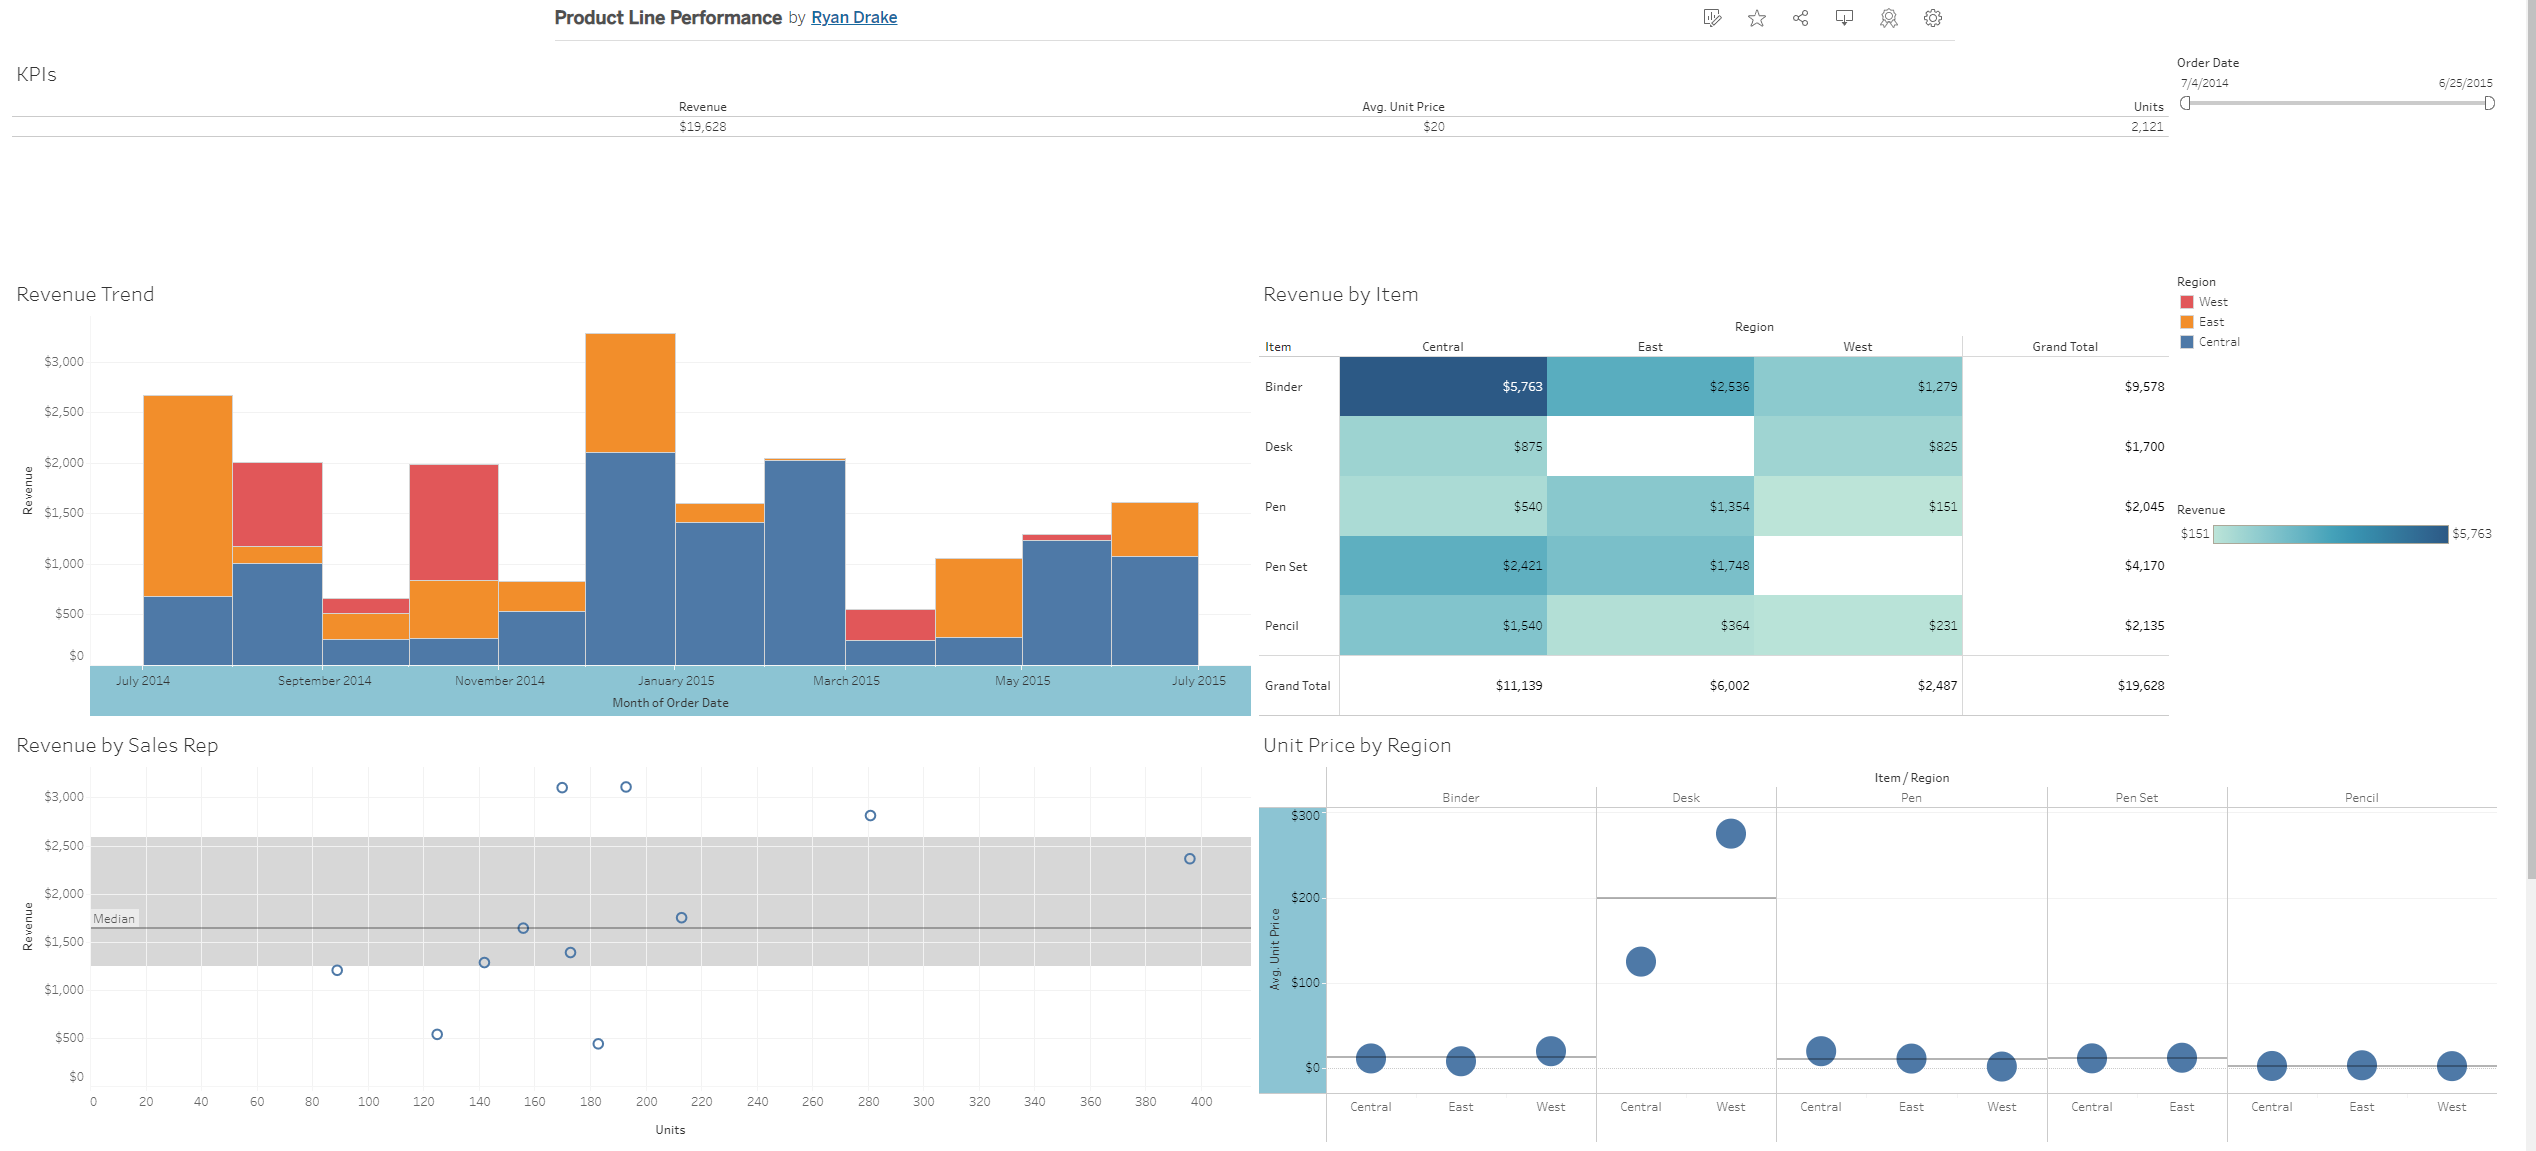 Product Line Performance by Ryan Drake
KPIs
Revenue Avg. Unit Price Units
$19,628 $20 2,121
Order Date
7/4/2014 6/25/2015
Revenue Trend
Revenue
$3,000
$2,500
$2,000
$1,500
$1,000
$500
$0
July 2014 September 2014 November 2014 January 2015 March 2015 May 2015 July 2015
Month of Order Date
Revenue by Item
Region
Item Central East West Grand Total
Binder $5,763 $2,536 $1,279 $9,578
Desk $875 $825 $1,700
Pen $540 $1,354 $151 $2,045
Pen Set $2,421 $1,748 $4,170
Pencil $1,540 $364 $231 $2,135
Grand Total $11,139 $6,002 $2,487 $19,628
Region
West
East
Central
Revenue
$151 $5,763
Revenue by Sales Rep
Revenue
$3,000
$2,500
$2,000
Median
$1,500
$1,000
$500
$0
0 20 40 60 80 100 120 140 160 180 200 220 240 260 280 300 320 340 360 380 400
Units
Unit Price by Region
Item / Region
Binder Desk Pen Pen Set Pencil
Avg. Unit Price
$300
$200
$100
$0
Central East West Central West Central East West Central East Central East West